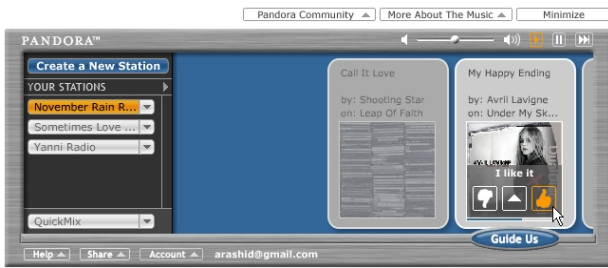 Pandora Community
More About The Music
Minimize
PANDORA™
Create a New Station
YOUR STATIONS
November Rain R...
Sometimes Love ...
Yanni Radio
QuickMix
Call It Love
by: Shooting Star
on: Leap Of Faith
My Happy Ending
by: Avril Lavigne
on: Under My Sk...
I like it
Guide Us
Help
Share
Account
arashid@gmail.com